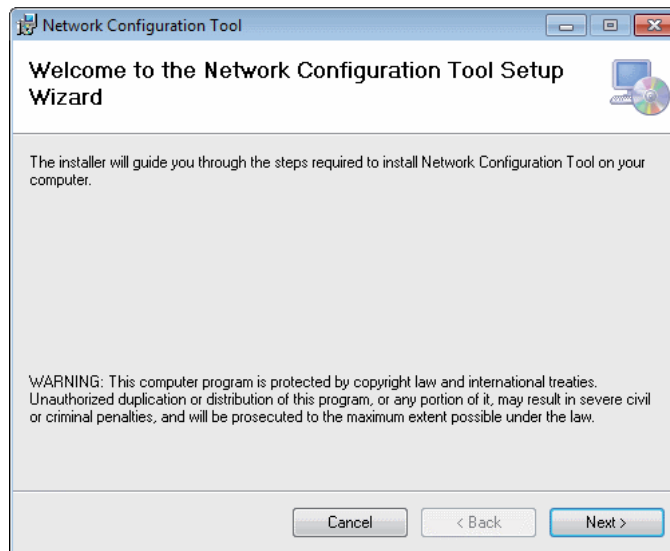 Network Configuration Tool
Welcome to the Network Configuration Tool Setup
Wizard
The installer will guide you through the steps required to install Network Configuration Tool on your
computer.
WARNING: This computer program is protected by copyright law and international treaties.
Unauthorized duplication or distribution of this program, or any portion of it, may result in severe civil
or criminal penalties, and will be prosecuted to the maximum extent possible under the law.
Cancel
< Back
Next >